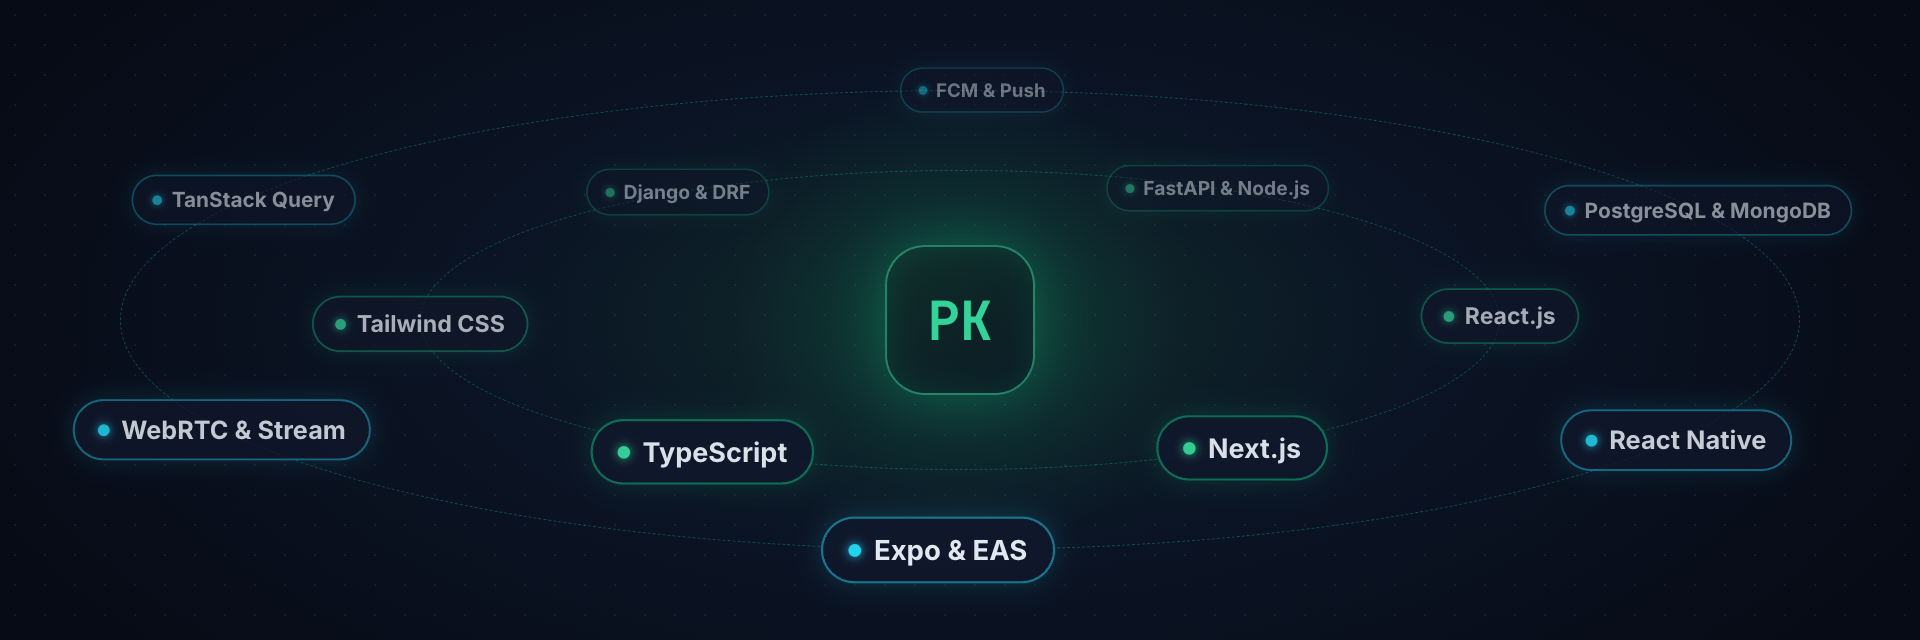 FCM & Push
TanStack Query
Django & DRF
FastAPI & Node.js
PostgreSQL & MongoDB
Tailwind CSS
PK
React.js
WebRTC & Stream
TypeScript
Next.js
React Native
Expo & EAS